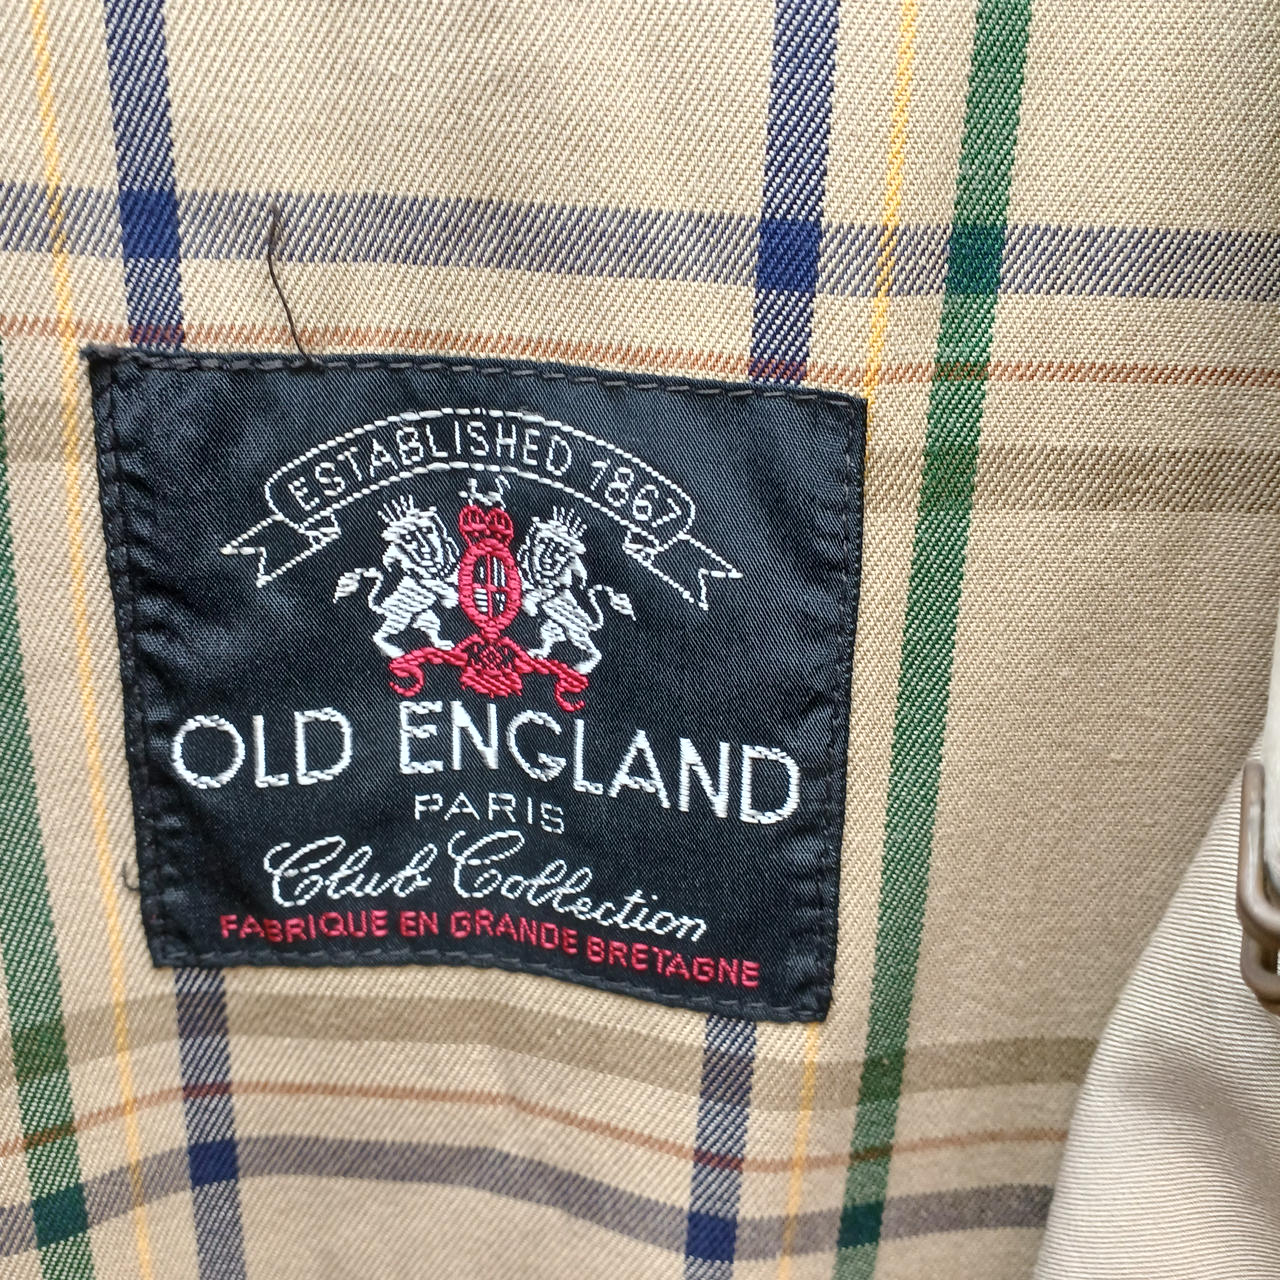 ESTABLISHED 1867
OLD ENGLAND
PARIS
Club Collection
FABRIQUE EN GRANDE BRETAGNE